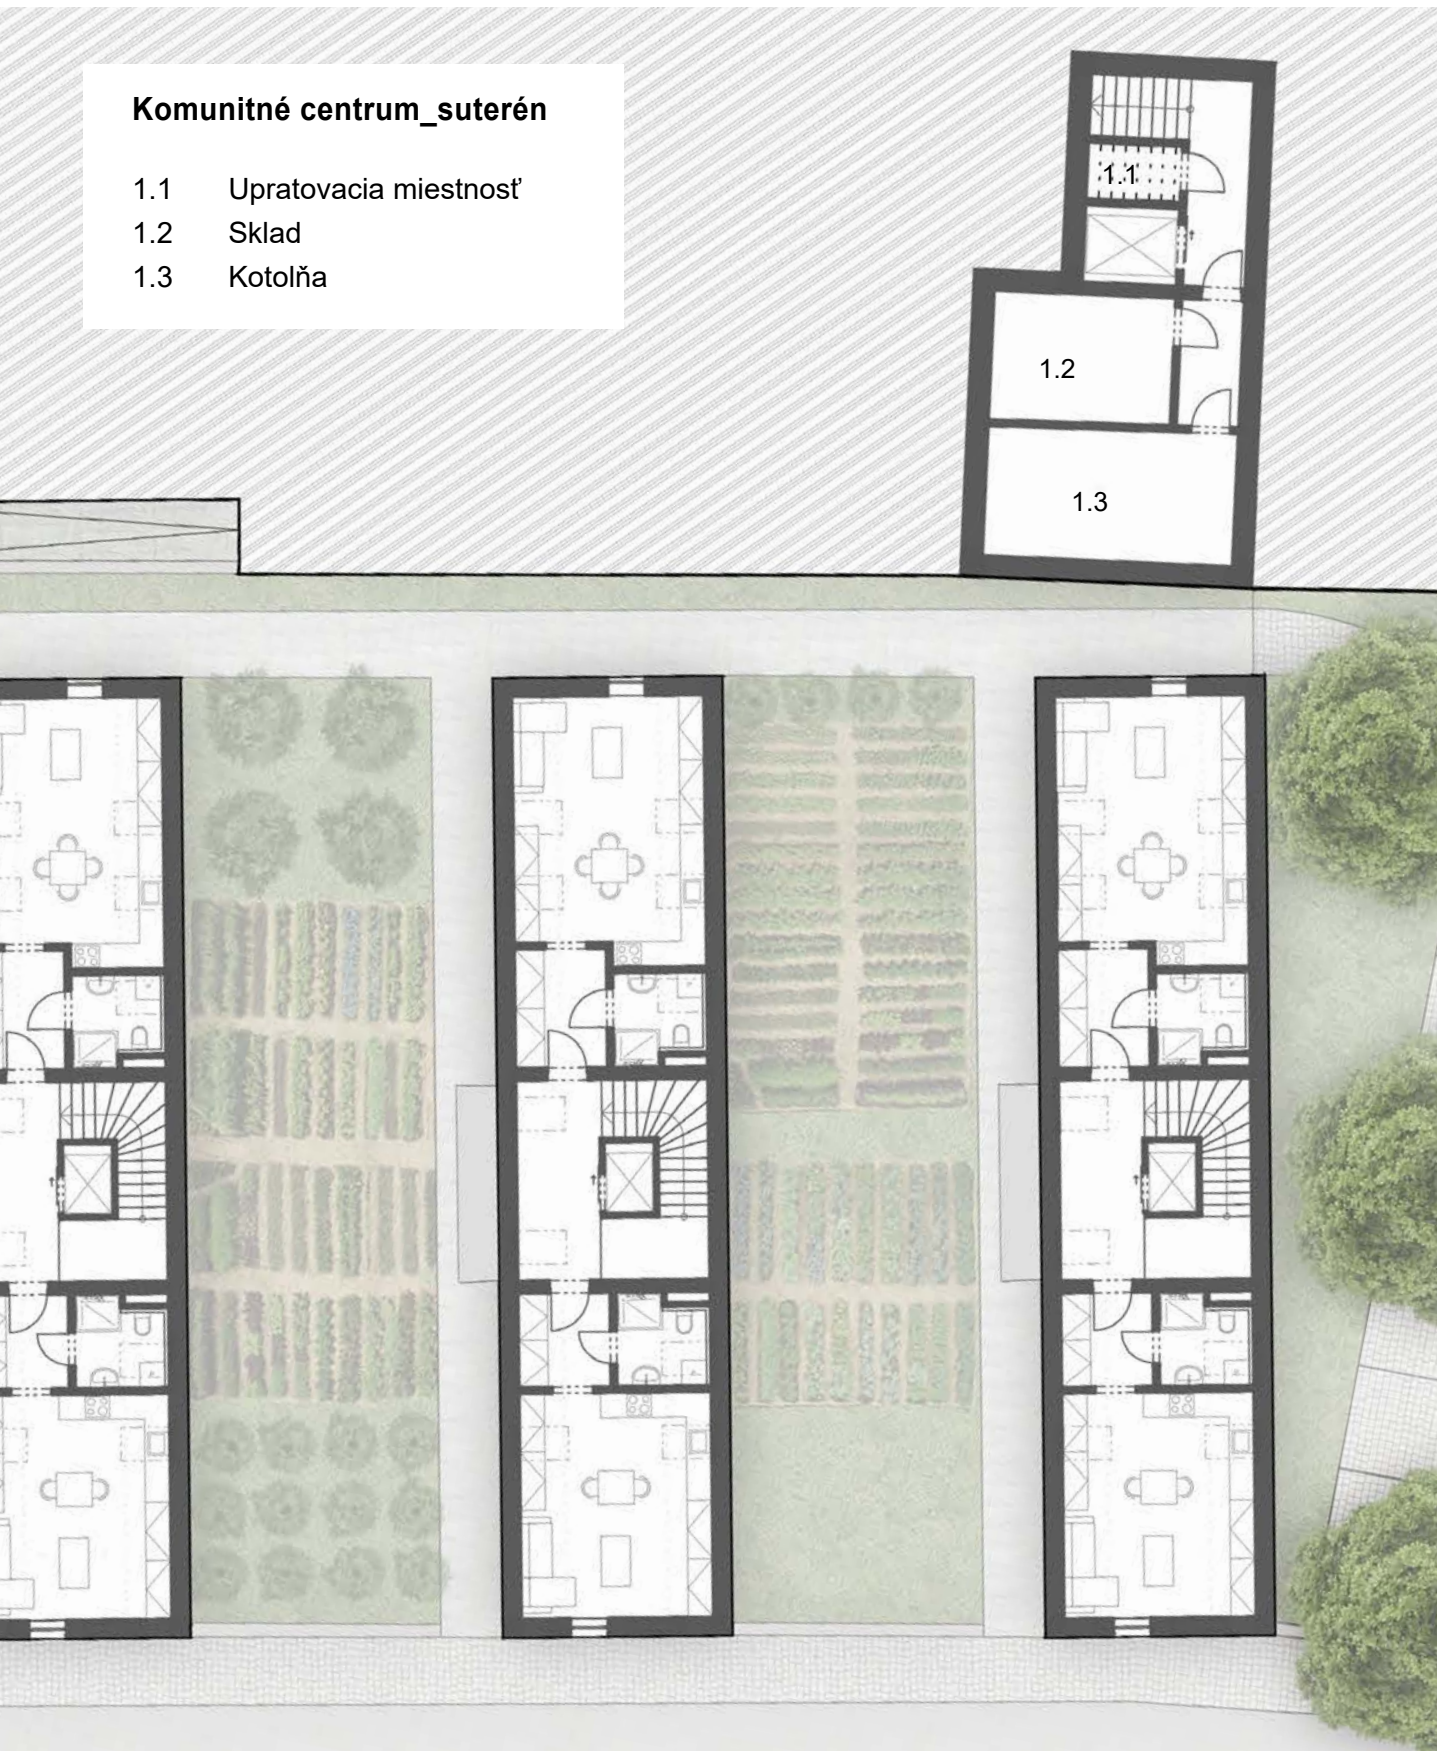 Komunitné centrum_suterén
1.1 Upratovacia miestnosť
1.2 Sklad
1.3 Kotolňa
1.1
1.2
1.3